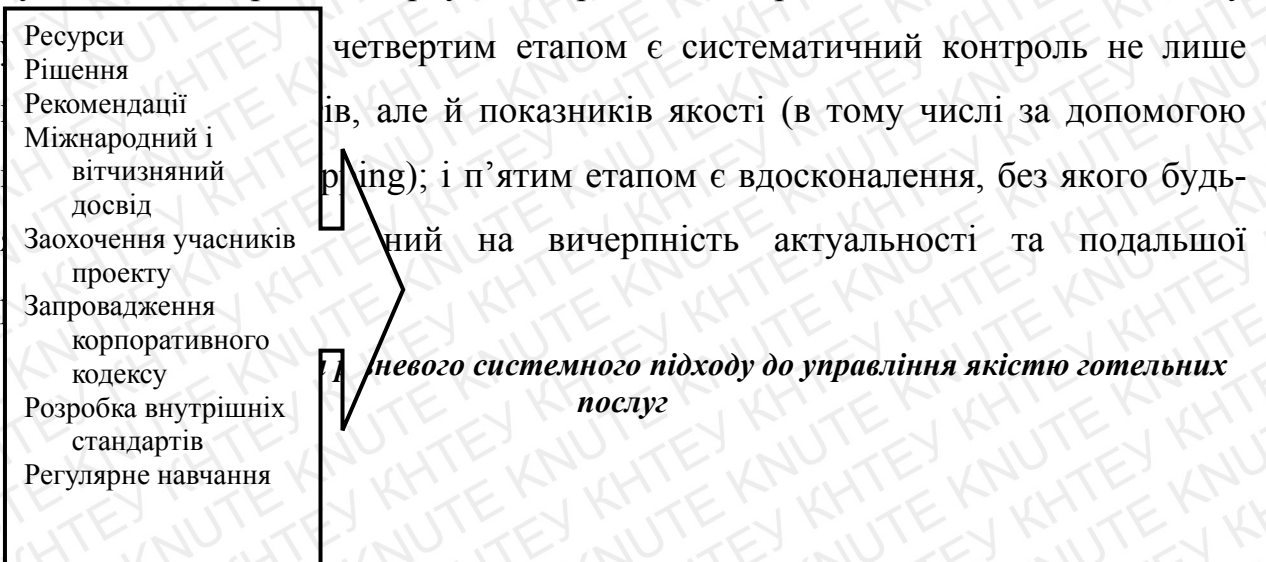 Ресурси
Рішення
Рекомендації
Міжнародний і
вітчизняний
досвід
Заохочення учасників
проекту
Запровадження
корпоративного
кодексу
Розробка внутрішніх
стандартів
Регулярне навчання
четвертим етапом є систематичний контроль не лише
ів, але й показників якості (в тому числі за допомогою
ping); і п’ятим етапом є вдосконалення, без якого будь-
ний на вичерпність актуальності та подальшої
невого системного підходу до управління якістю готельних
послуг